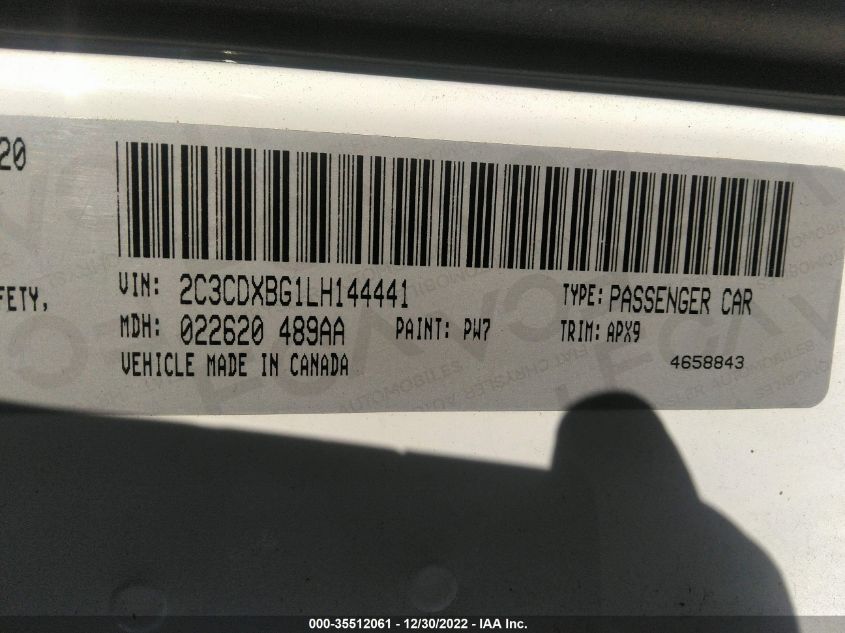 20
FETY,
VIN: 2C3CDXBG1LH144441 TYPE: PASSENGER CAR
MDH: 022620 489AA PAINT: PW7 TRIM: APX9
VEHICLE MADE IN CANADA 4658843
000-35512061 - 12/30/2022 - IAA Inc.